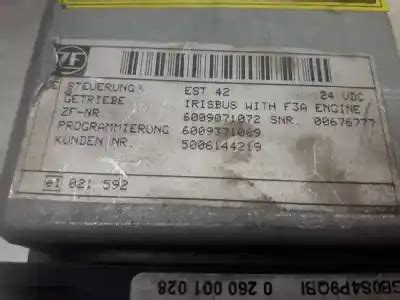 ZF
STEUERUNG EST 42 24 VDC
GETRIEBE IRISBUS WITH F3A ENGINE/
ZF-NR. 6009071072 SNR. 00676777
PROGRAMMIERUNG 6009371089
KUNDEN NR. 5006144219
e1 021 592
0 260 001 028